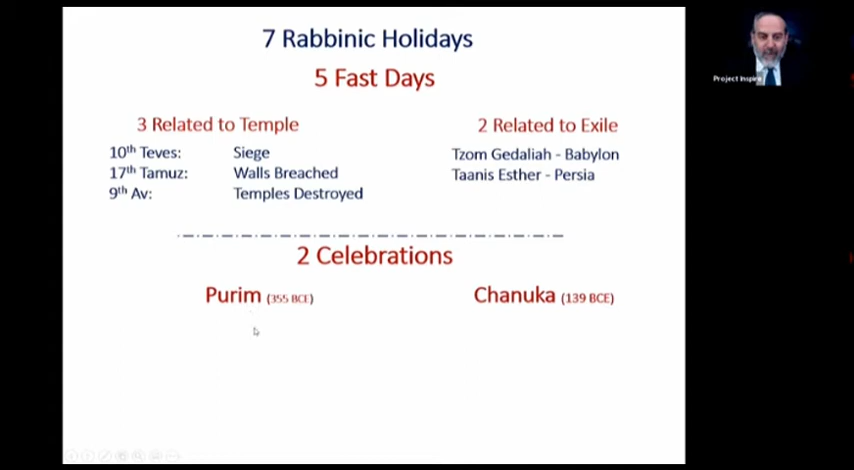 7 Rabbinic Holidays
5 Fast Days
3 Related to Temple
10th Teves: Siege
17th Tamuz: Walls Breached
9th Av: Temples Destroyed
2 Related to Exile
Tzom Gedaliah - Babylon
Taanis Esther - Persia
2 Celebrations
Purim (355 BCE)
Chanuka (139 BCE)
Project Inspire